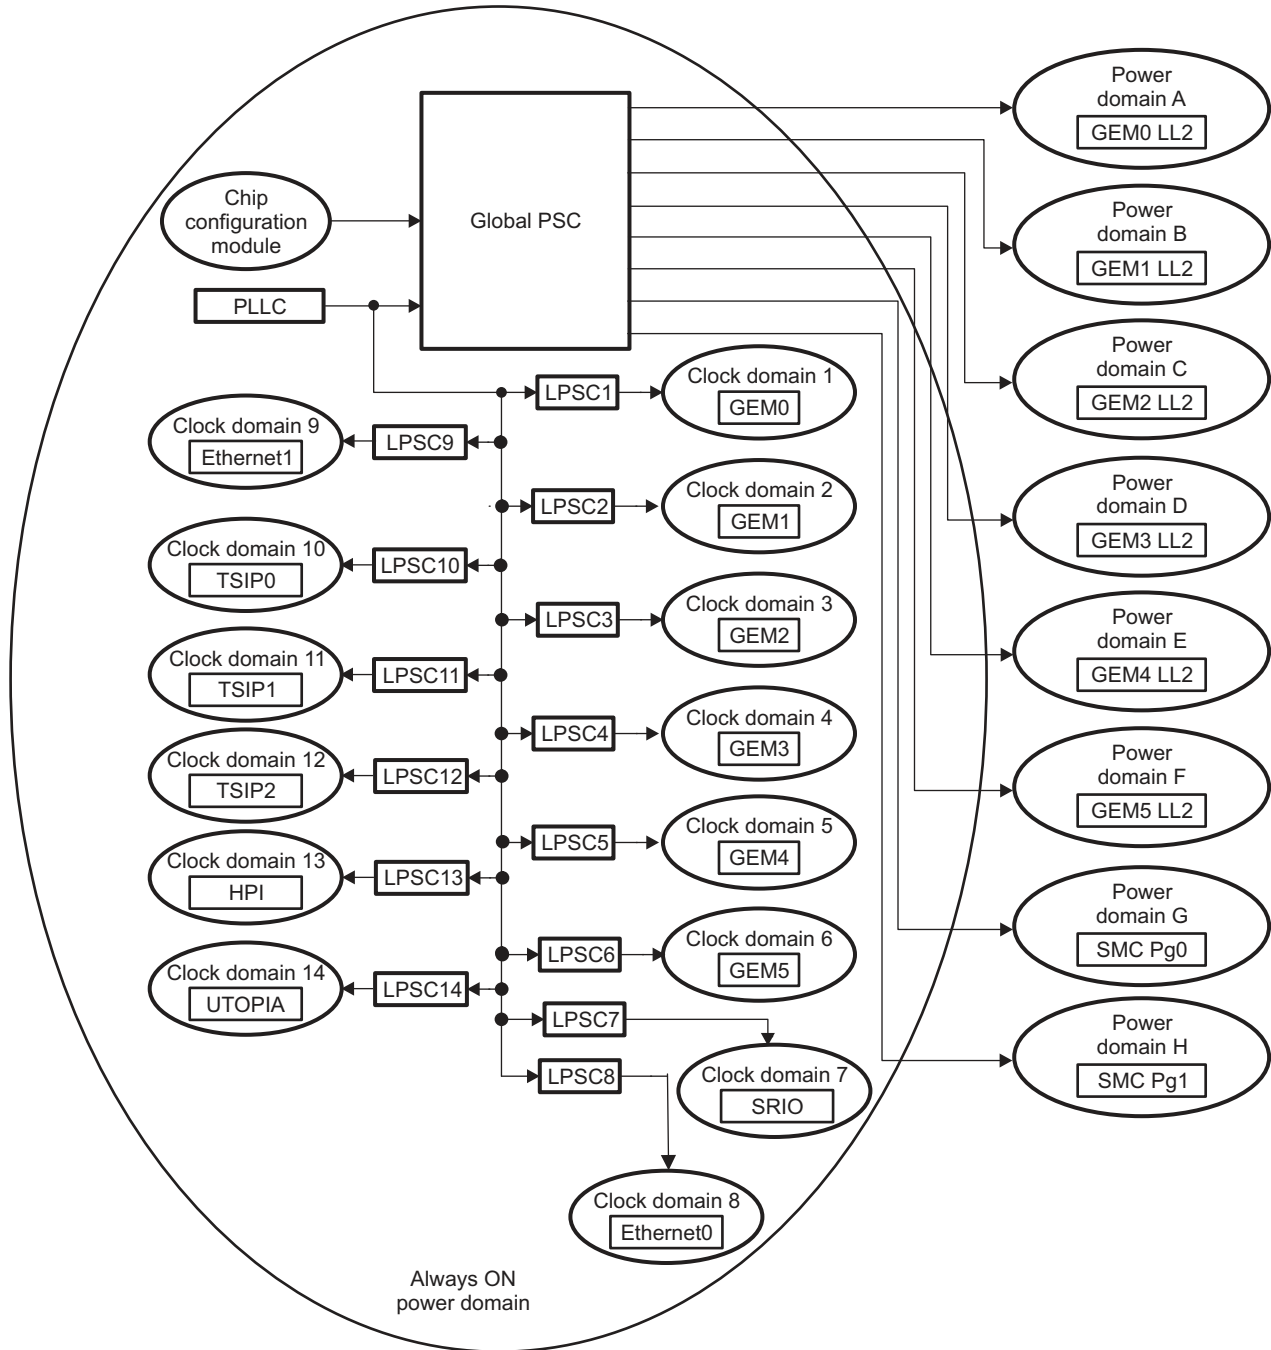 Power
domain A
GEM0 LL2
Chip
configuration
module
Global PSC
Power
domain B
GEM1 LL2
PLLC
Power
domain C
GEM2 LL2
LPSC1
Clock domain 1
GEM0
Clock domain 9
Ethernet1
LPSC9
LPSC2
Clock domain 2
GEM1
Power
domain D
GEM3 LL2
Clock domain 10
TSIP0
LPSC10
LPSC3
Clock domain 3
GEM2
Power
domain E
GEM4 LL2
Clock domain 11
TSIP1
LPSC11
LPSC4
Clock domain 4
GEM3
Clock domain 12
TSIP2
LPSC12
Power
domain F
GEM5 LL2
LPSC5
Clock domain 5
GEM4
Clock domain 13
HPI
LPSC13
Power
domain G
SMC Pg0
LPSC6
Clock domain 6
GEM5
Clock domain 14
UTOPIA
LPSC14
LPSC7
Power
domain H
SMC Pg1
LPSC8
Clock domain 7
SRIO
Clock domain 8
Ethernet0
Always ON
power domain